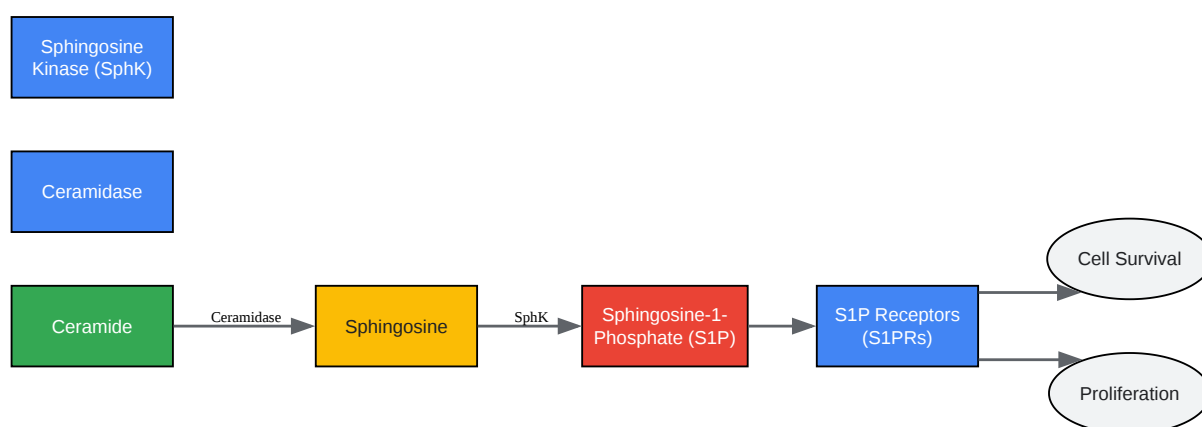 Sphingosine
Kinase (SphK)
Ceramidase
Ceramide
Ceramidase
Sphingosine
SphK
Sphingosine-1-
Phosphate (S1P)
S1P Receptors
(S1PRs)
Cell Survival
Proliferation